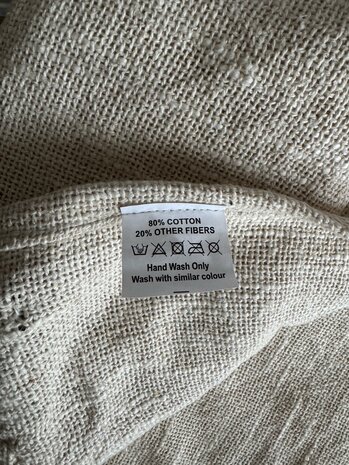 80% COTTON
20% OTHER FIBERS
Hand Wash Only
Wash with similar colour